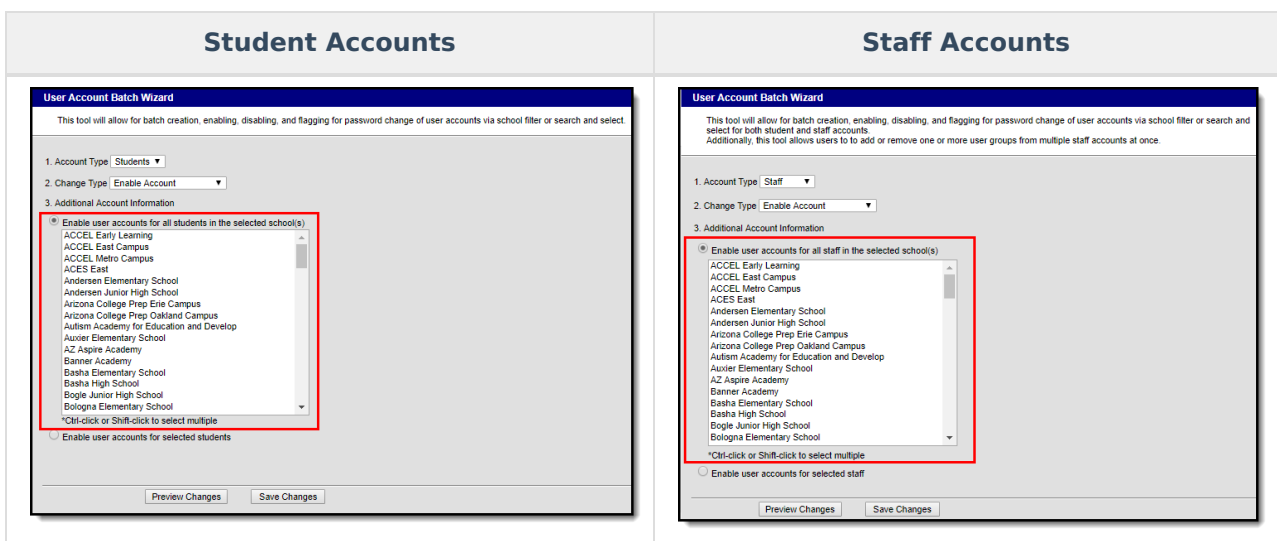 Student Accounts
Staff Accounts
User Account Batch Wizard
This tool will allow for batch creation, enabling, disabling, and flagging for password change of user accounts via school filter or search and select.
1. Account Type Students
2. Change Type Enable Account
3. Additional Account Information
Enable user accounts for all students in the selected school(s)
ACCEL Early Learning
ACCEL East Campus
ACCEL Metro Campus
ACES East
Andersen Elementary School
Andersen Junior High School
Arizona College Prep Erie Campus
Arizona College Prep Oakland Campus
Autism Academy for Education and Develop
Auxier Elementary School
AZ Aspire Academy
Banner Academy
Basha Elementary School
Basha High School
Bogle Junior High School
Bologna Elementary School
*Ctrl-click or Shift-click to select multiple
Enable user accounts for selected students
Preview Changes Save Changes
User Account Batch Wizard
This tool will allow for batch creation, enabling, disabling, and flagging for password change of user accounts via school filter or search and
select for both student and staff accounts.
Additionally, this tool allows users to to add or remove one or more user groups from multiple staff accounts at once.
1. Account Type Staff
2. Change Type Enable Account
3. Additional Account Information
Enable user accounts for all staff in the selected school(s)
ACCEL Early Learning
ACCEL East Campus
ACCEL Metro Campus
ACES East
Andersen Elementary School
Andersen Junior High School
Arizona College Prep Erie Campus
Arizona College Prep Oakland Campus
Autism Academy for Education and Develop
Auxier Elementary School
AZ Aspire Academy
Banner Academy
Basha Elementary School
Basha High School
Bogle Junior High School
Bologna Elementary School
*Ctrl-click or Shift-click to select multiple
Enable user accounts for selected staff
Preview Changes Save Changes